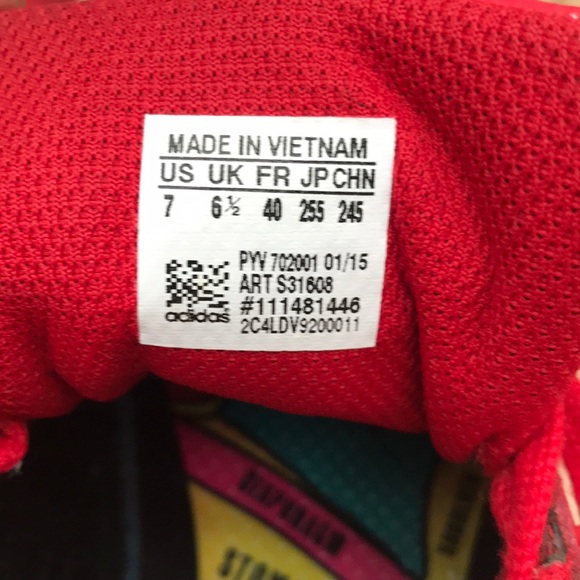 MADE IN VIETNAM
US UK FR JP CHN
7 6½ 40 255 245
PYV 702001 01/15
ART S31608
#111481446
adidas 2C4LDV9200011